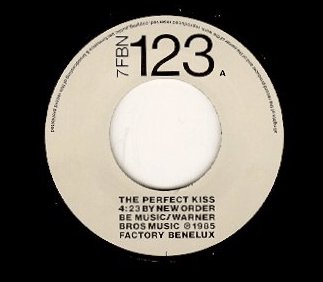 7FBN 123 A
THE PERFECT KISS
4:23 BY NEW ORDER
BE MUSIC/WARNER
BROS MUSIC ℗1985
FACTORY BENELUX